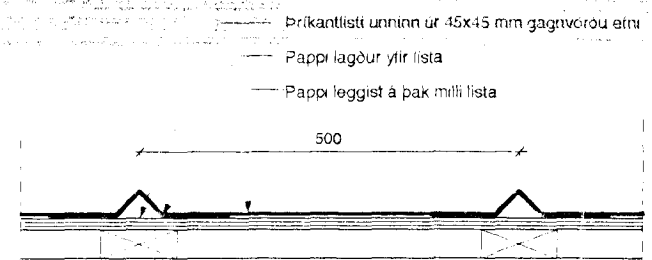 Þríkantlisti unninn úr 45x45 mm gagnvörðu efni
Pappi lagður yfir lista
Pappi leggist á þak milli lista
500